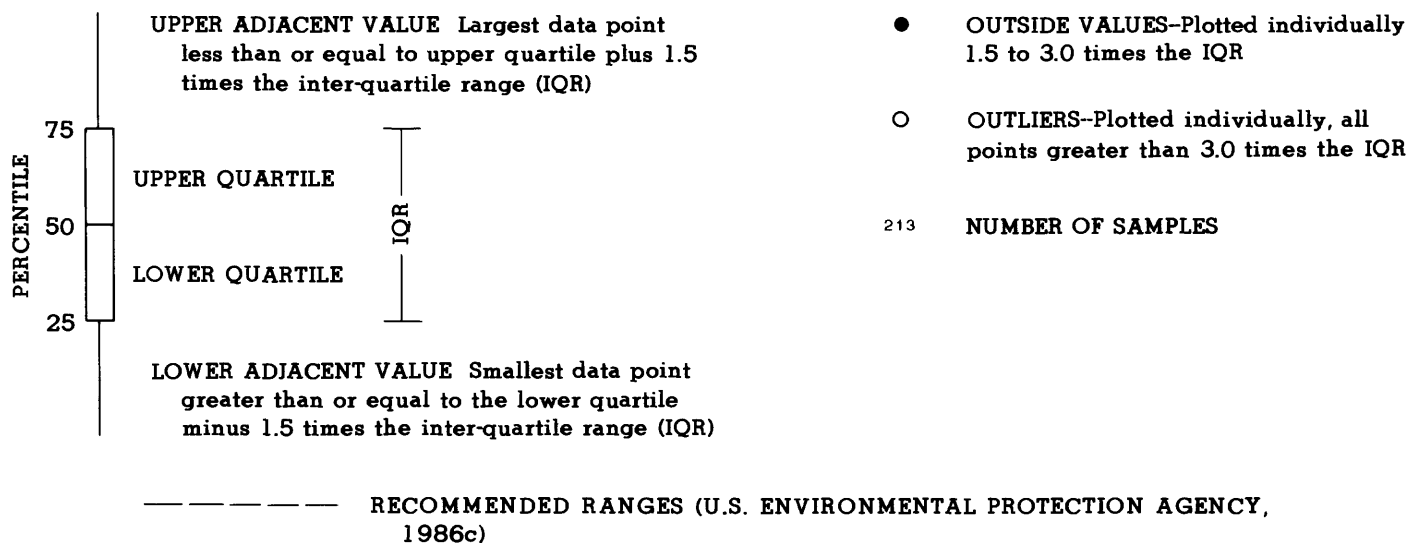 UPPER ADJACENT VALUE Largest data point
less than or equal to upper quartile plus 1.5
times the inter-quartile range (IQR)
75
UPPER QUARTILE
50
LOWER QUARTILE
25
PERCENTILE
IQR
LOWER ADJACENT VALUE Smallest data point
greater than or equal to the lower quartile
minus 1.5 times the inter-quartile range (IQR)
OUTSIDE VALUES--Plotted individually
1.5 to 3.0 times the IQR
OUTLIERS--Plotted individually, all
points greater than 3.0 times the IQR
213 NUMBER OF SAMPLES
RECOMMENDED RANGES (U.S. ENVIRONMENTAL PROTECTION AGENCY,
1986c)